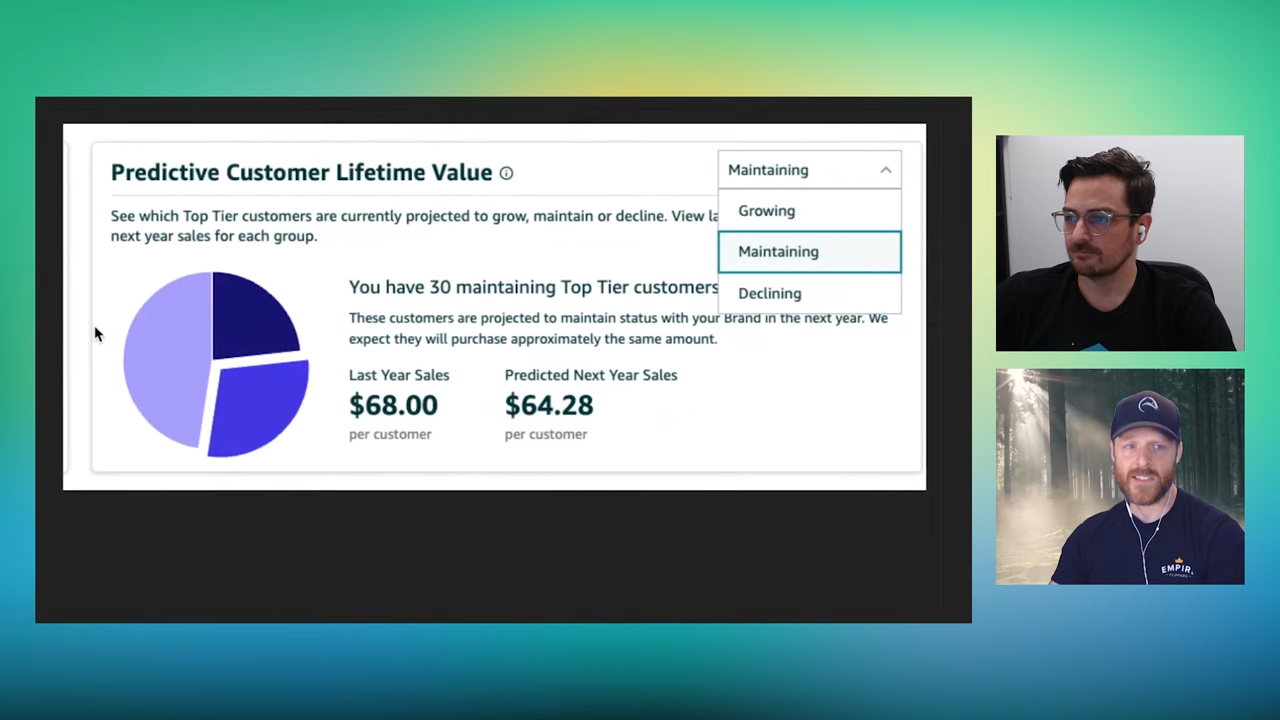 Predictive Customer Lifetime Value
Maintaining
See which Top Tier customers are currently projected to grow, maintain or decline. View
next year sales for each group.
Growing
Maintaining
Declining
You have 30 maintaining Top Tier customers
These customers are projected to maintain status with your Brand in the next year. We
expect they will purchase approximately the same amount.
Last Year Sales
Predicted Next Year Sales
$68.00
$64.28
per customer
per customer
FLIPPERS